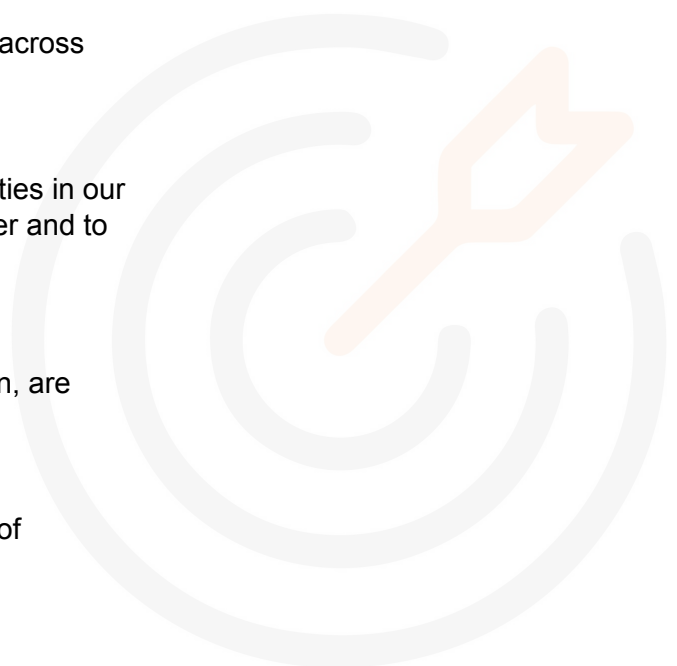 across
ties in our
er and to
n, are
of